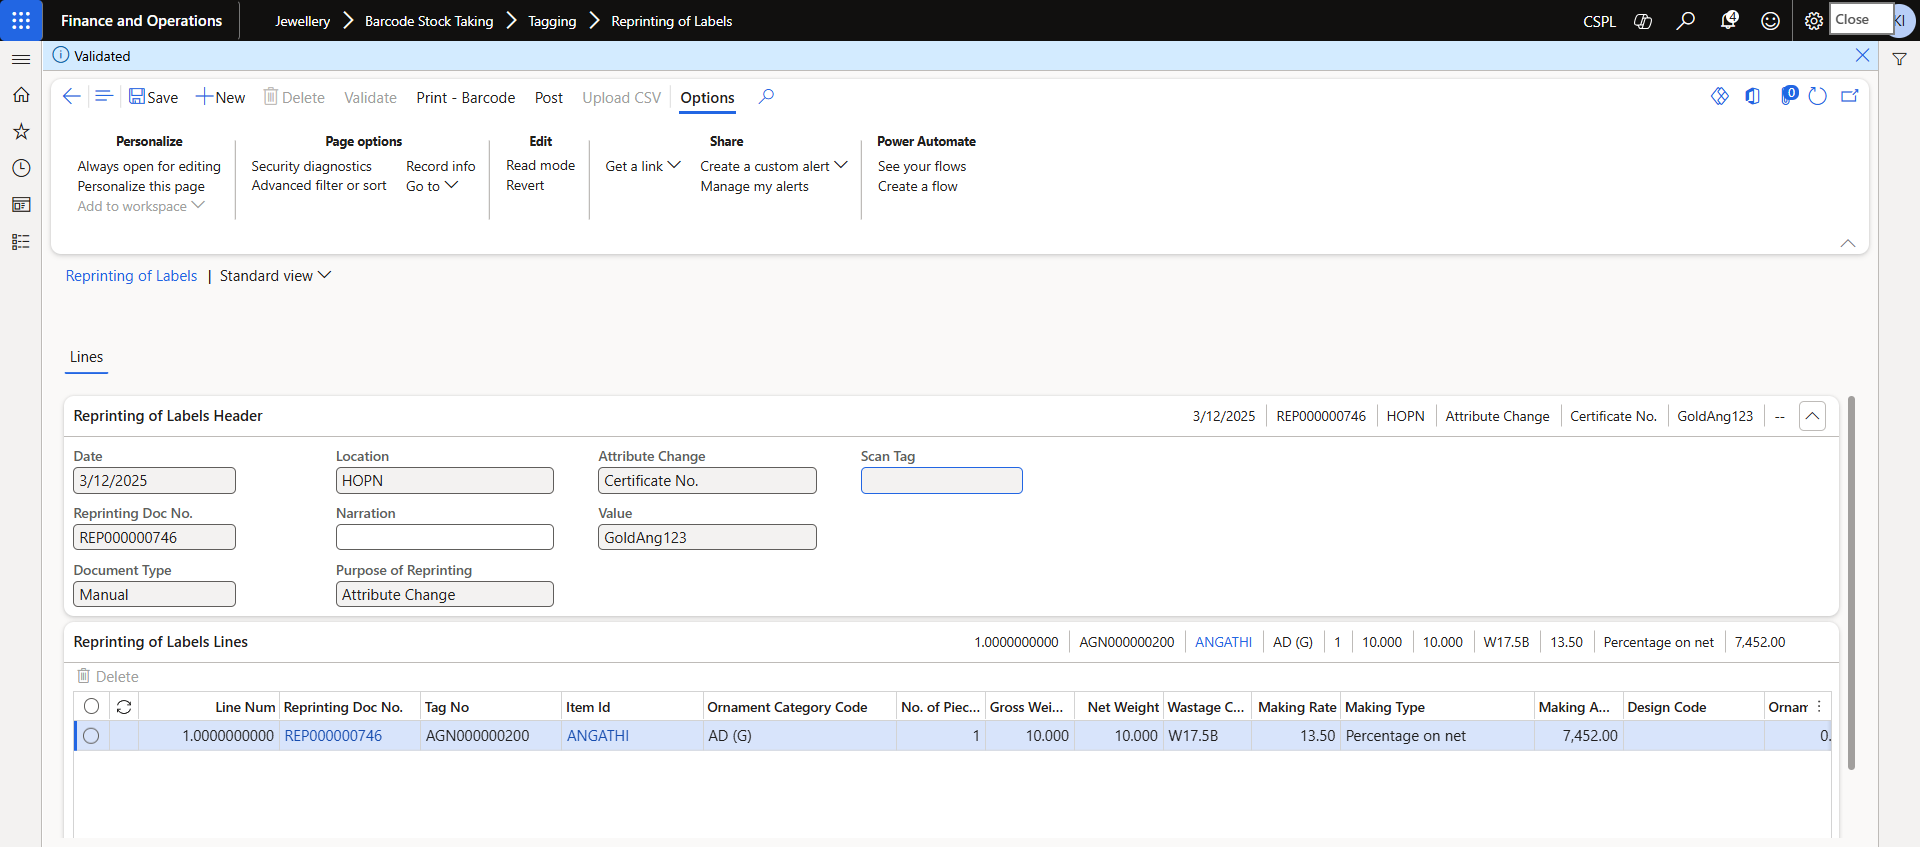 Finance and Operations Jewellery Barcode Stock Taking Tagging Reprinting of Labels CSPL 4 Close KI
Validated
Save New Delete Validate Print - Barcode Post Upload CSV Options 0
Personalize Page options Edit Share Power Automate
Always open for editing Security diagnostics Record info Read mode Get a link Create a custom alert See your flows
Personalize this page Advanced filter or sort Go to Revert Manage my alerts Create a flow
Add to workspace
Reprinting of Labels | Standard view
Lines
Reprinting of Labels Header 3/12/2025 REP000000746 HOPN Attribute Change Certificate No. GoldAng123 --
Date Location Attribute Change Scan Tag
3/12/2025 HOPN Certificate No.
Reprinting Doc No. Narration Value
REP000000746 GoldAng123
Document Type Purpose of Reprinting
Manual Attribute Change
Reprinting of Labels Lines 1.0000000000 AGN000000200 ANGATHI AD (G) 1 10.000 10.000 W17.5B 13.50 Percentage on net 7,452.00
Delete
Line Num Reprinting Doc No. Tag No Item Id Ornament Category Code No. of Piec... Gross Wei... Net Weight Wastage C... Making Rate Making Type Making A... Design Code Ornam
1.0000000000 REP000000746 AGN000000200 ANGATHI AD (G) 1 10.000 10.000 W17.5B 13.50 Percentage on net 7,452.00 0.